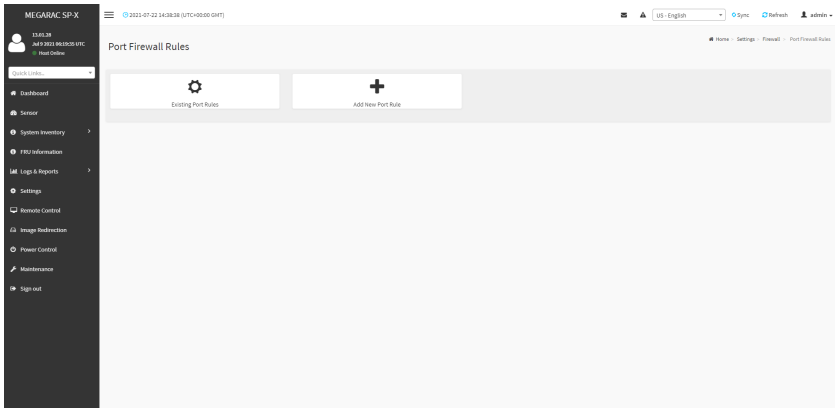 MEGARAC SP-X
2021-07-22 14:38:38 (UTC+00:00 GMT)
US - English
Sync
Refresh
admin
13.01.28
Jul 9 2021 06:19:35 UTC
Host Online
Port Firewall Rules
Home > Settings > Firewall > Port Firewall Rules
Quick Links..
Dashboard
Sensor
System Inventory
FRU Information
Logs & Reports
Settings
Remote Control
Image Redirection
Power Control
Maintenance
Sign out
Existing Port Rules
Add New Port Rule